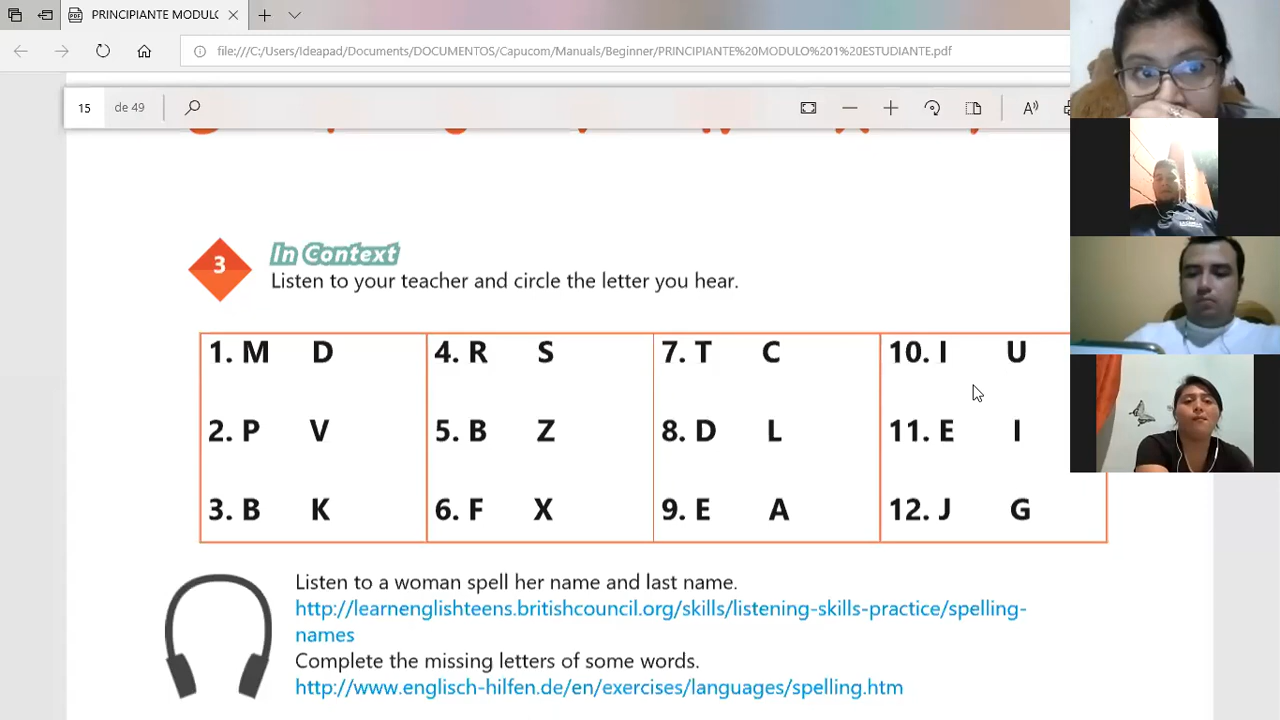 PRINCIPIANTE MODULO
file:///C:/Users/Ideapad/Documents/DOCUMENTOS/Capucom/Manuals/Beginner/PRINCIPIANTE%20MODULO%201%20ESTUDIANTE.pdf
15 de 49
3
In Context
Listen to your teacher and circle the letter you hear.
1. M D 4. R S 7. T C 10. I U
2. P V 5. B Z 8. D L 11. E I
3. B K 6. F X 9. E A 12. J G
Listen to a woman spell her name and last name.
http://learnenglishteens.britishcouncil.org/skills/listening-skills-practice/spelling-
names
Complete the missing letters of some words.
http://www.englisch-hilfen.de/en/exercises/languages/spelling.htm